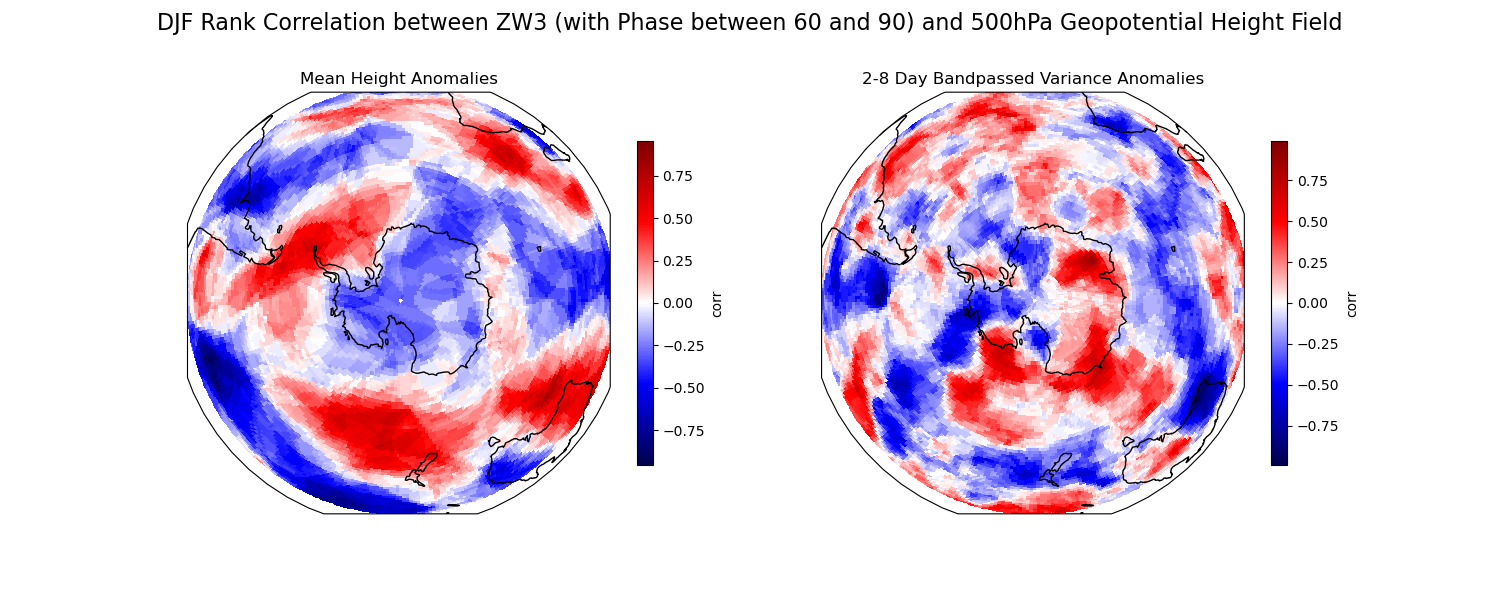 DJF Rank Correlation between ZW3 (with Phase between 60 and 90) and 500hPa Geopotential Height Field
Mean Height Anomalies
0.75
0.50
0.25
0.00
−0.25
−0.50
−0.75
corr
2-8 Day Bandpassed Variance Anomalies
0.75
0.50
0.25
0.00
−0.25
−0.50
−0.75
corr